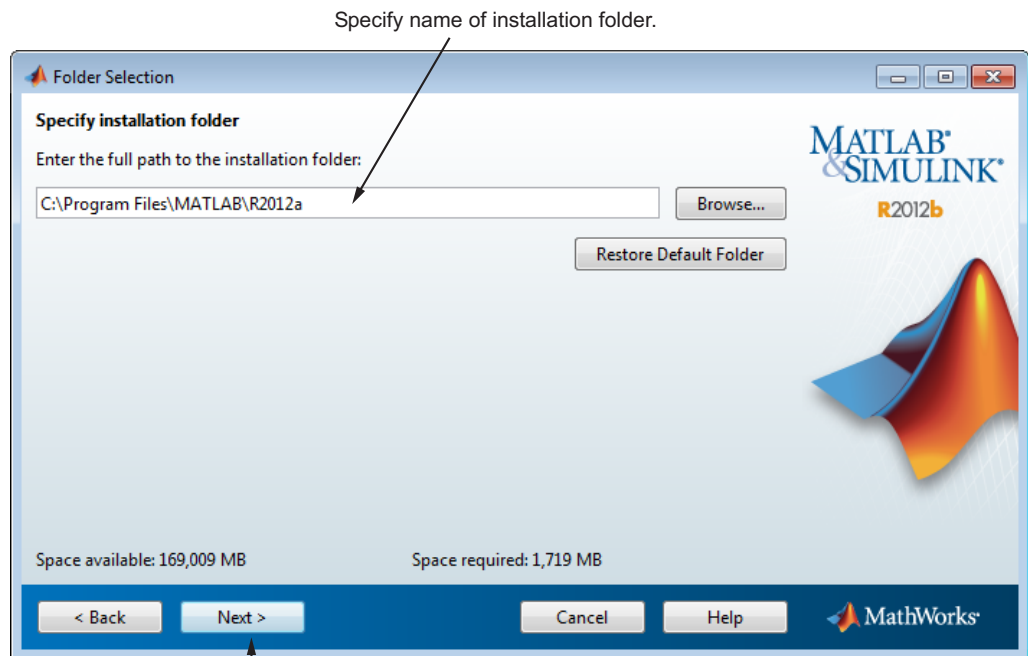 Specify name of installation folder.
Folder Selection
Specify installation folder
Enter the full path to the installation folder:
C:\Program Files\MATLAB\R2012a
Browse...
Restore Default Folder
MATLAB®
&SIMULINK®
R2012b
Space available: 169,009 MB
Space required: 1,719 MB
< Back
Next >
Cancel
Help
MathWorks®